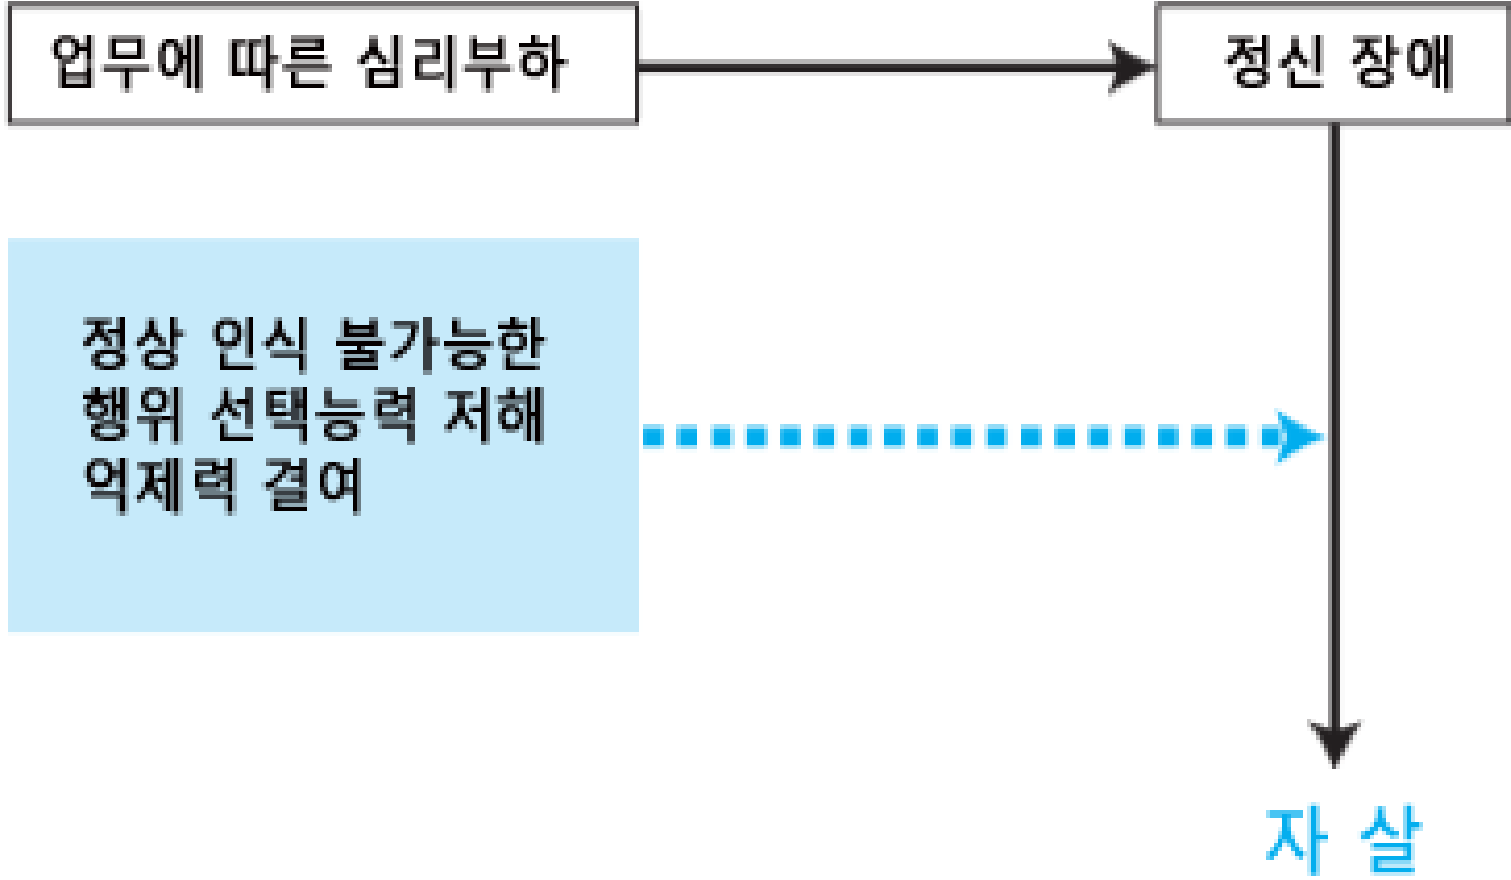 업무에 따른 심리부하
정신 장애
정상 인식 불가능한
행위 선택능력 저해
억제력 결여
자 살